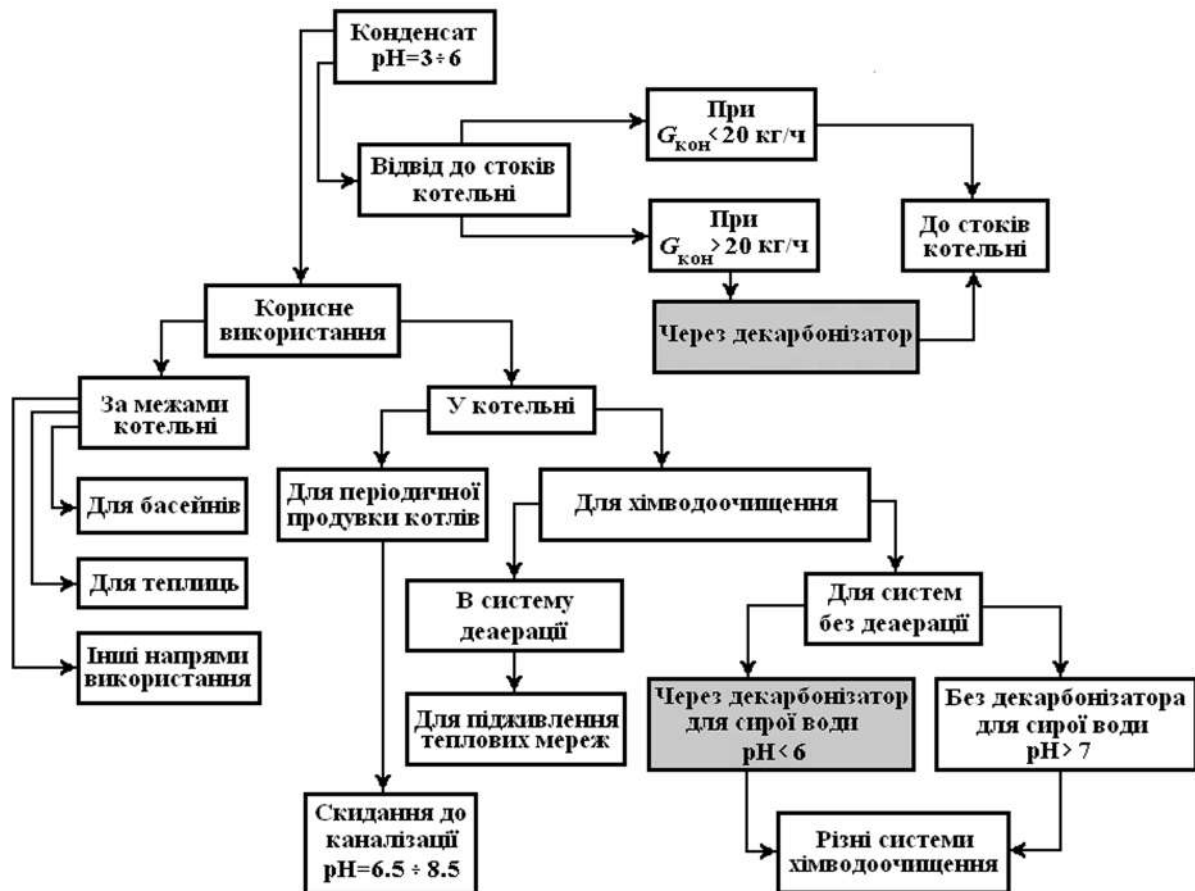 Конденсат
pH=3÷6
При
Gкон<20 кг/ч
Відвід до стоків
котельні
При
Gкон>20 кг/ч
До стоків
котельні
Через декарбонізатор
Корисне
використання
За межами
котельні
У котельні
Для басейнів
Для періодичної
продувки котлів
Для хімводоочищення
Для теплиць
В систему
деаерації
Для систем
без деаерації
Інші напрями
використання
Для підживлення
теплових мереж
Через декарбонізатор
для сирої води
pH<6
Без декарбонізатора
для сирої води
pH>7
Скидання до
каналізації
pH=6.5÷8.5
Різні системи
хімводоочищення